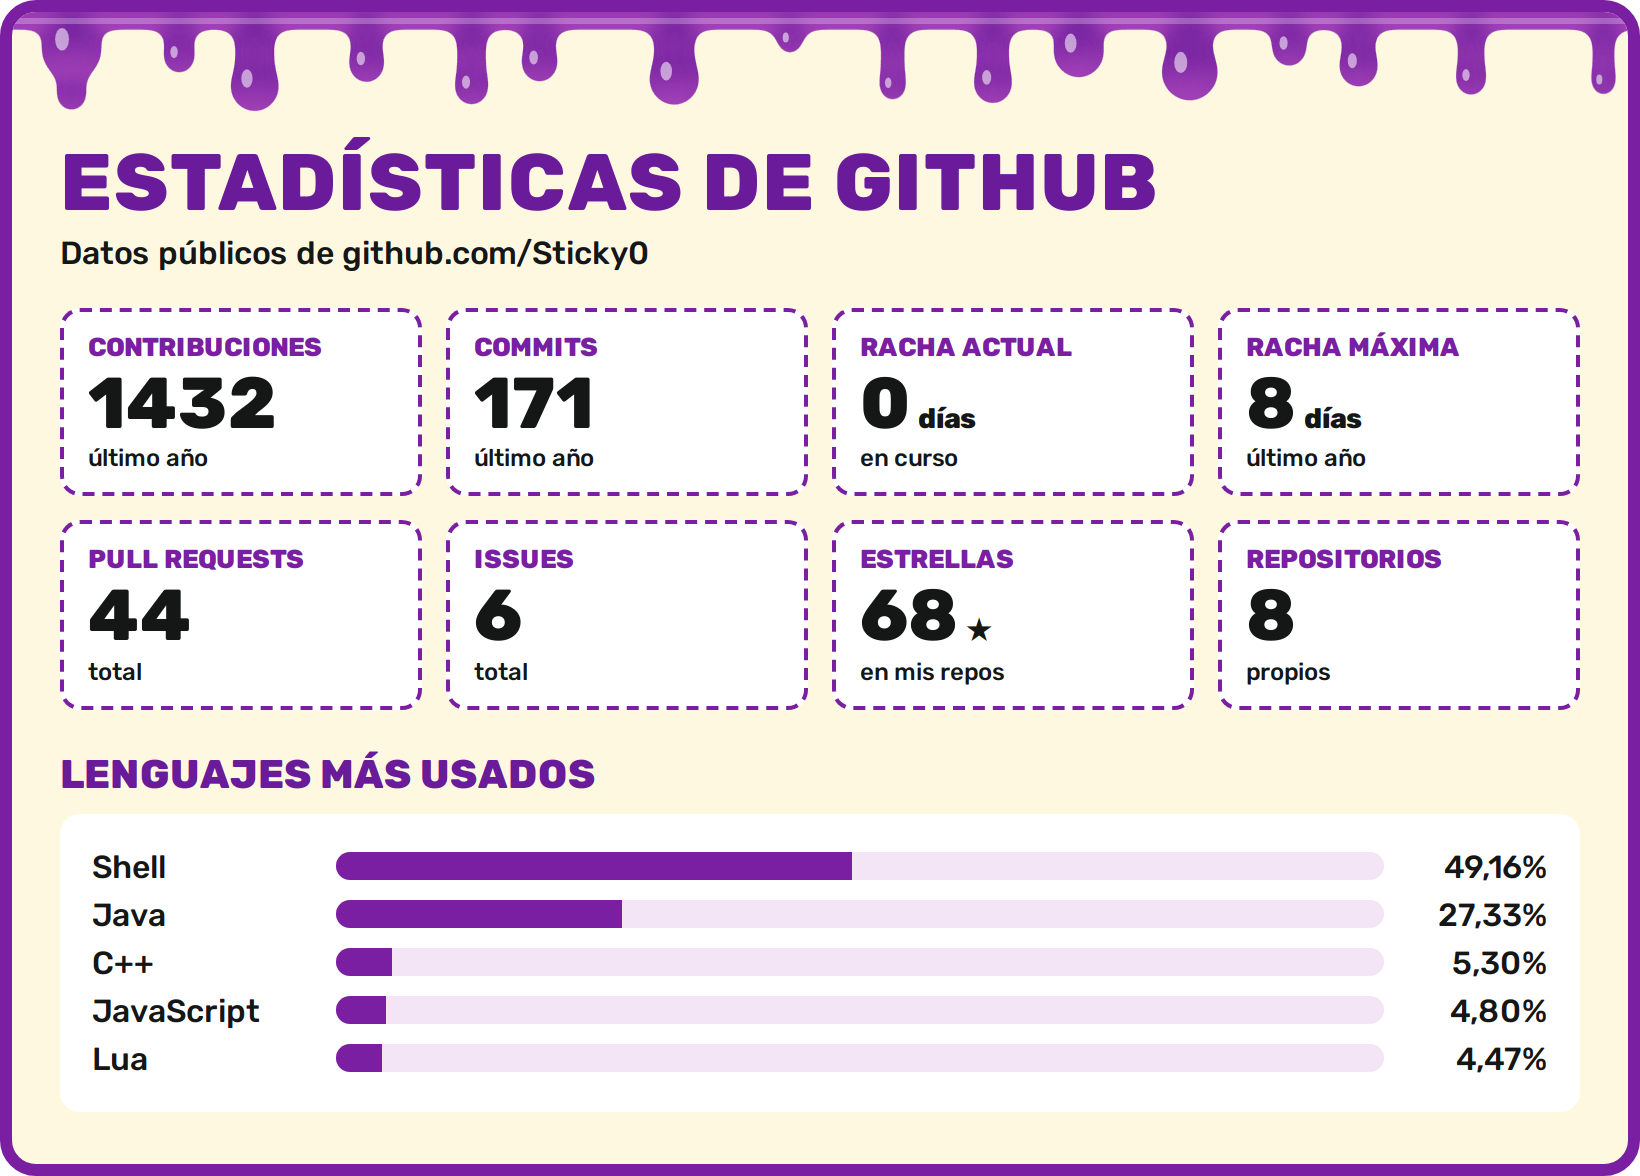 ESTADÍSTICAS DE GITHUB
Datos públicos de github.com/Sticky0
CONTRIBUCIONES
1432
último año
COMMITS
171
último año
RACHA ACTUAL
0 días
en curso
RACHA MÁXIMA
8 días
último año
PULL REQUESTS
44
total
ISSUES
6
total
ESTRELLAS
68 ★
en mis repos
REPOSITORIOS
8
propios
LENGUAJES MÁS USADOS
Shell 49,16%
Java 27,33%
C++ 5,30%
JavaScript 4,80%
Lua 4,47%